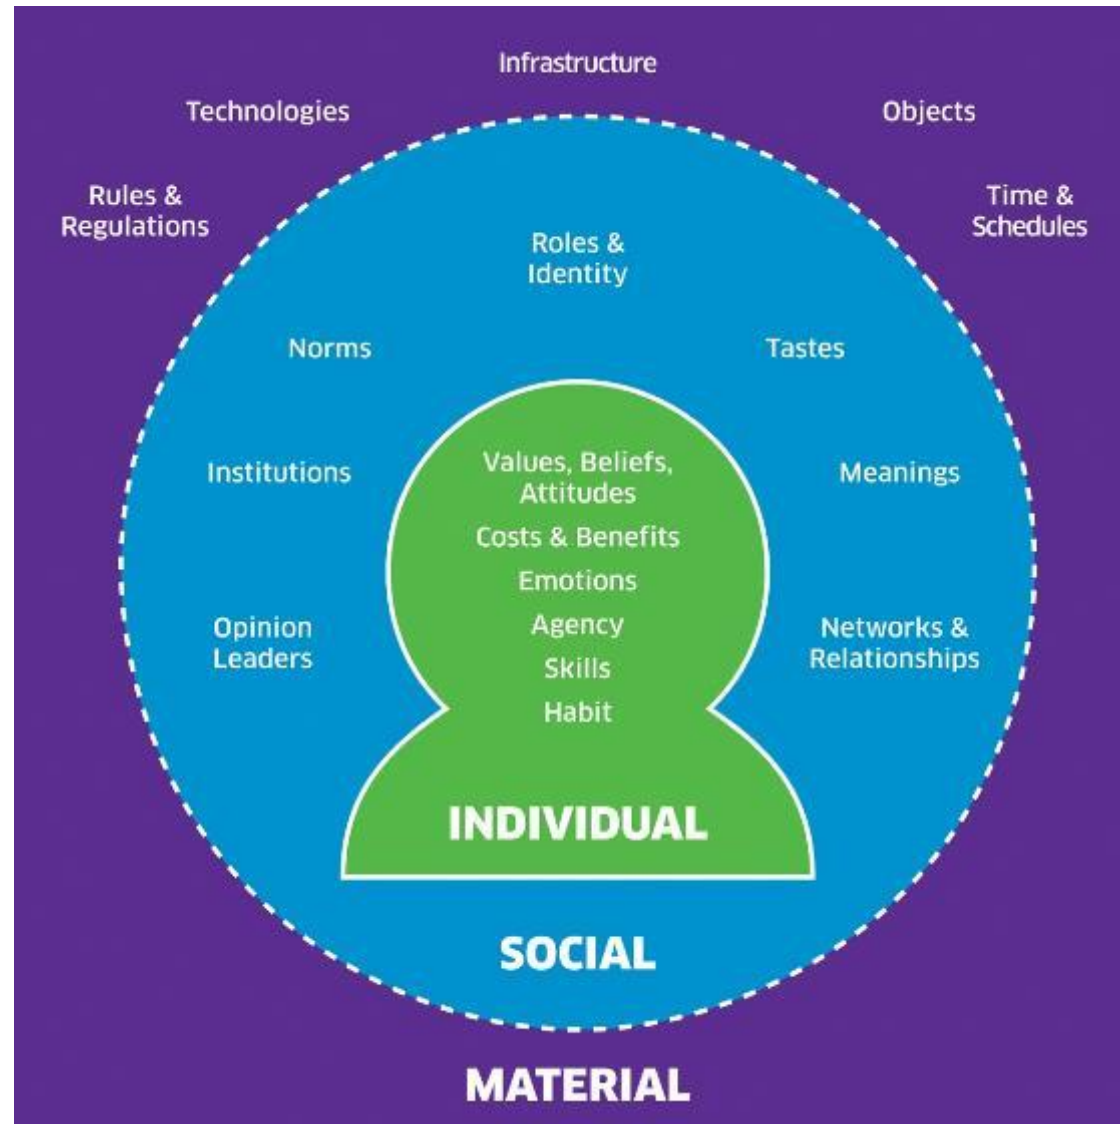 Infrastructure
Technologies
Objects
Rules &
Regulations
Time &
Schedules
Roles &
Identity
Norms
Tastes
Institutions
Meanings
Opinion
Leaders
Networks &
Relationships
Values, Beliefs,
Attitudes
Costs & Benefits
Emotions
Agency
Skills
Habit
INDIVIDUAL
SOCIAL
MATERIAL